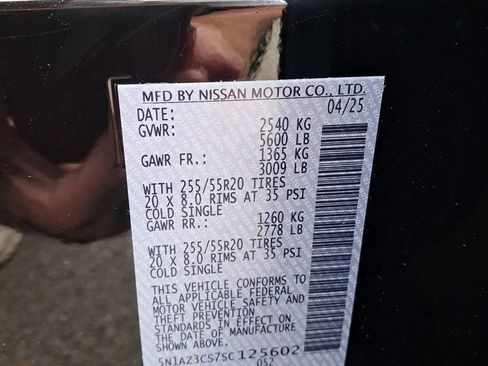 MFD BY NISSAN MOTOR CO., LTD.
DATE: 04/25
GVWR: 2540 KG
5600 LB
GAWR FR.: 1365 KG
3009 LB
WITH 255/55R20 TIRES
20 X 8.0 RIMS AT 35 PSI
COLD SINGLE
GAWR RR.: 1260 KG
2778 LB
WITH 255/55R20 TIRES
20 X 8.0 RIMS AT 35 PSI
COLD SINGLE
THIS VEHICLE CONFORMS TO
ALL APPLICABLE FEDERAL
MOTOR VEHICLE SAFETY AND
THEFT PREVENTION
STANDARDS IN EFFECT ON
THE DATE OF MANUFACTURE
SHOWN ABOVE.
5N1AZ3CS7SC125602
052